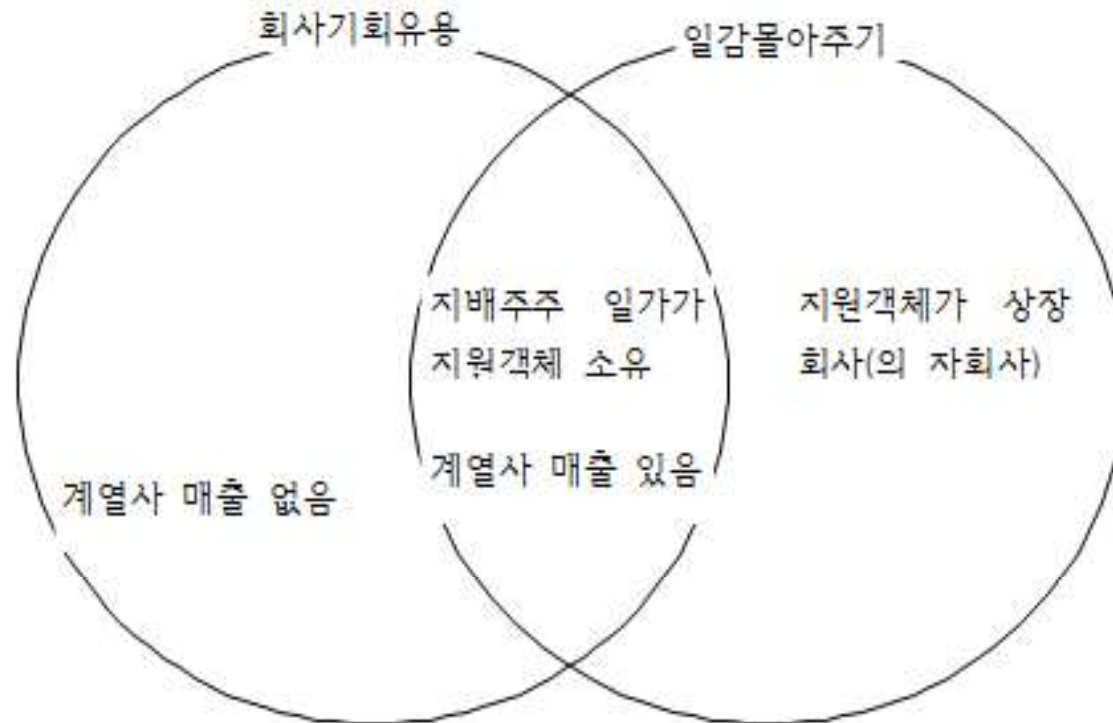 회사기회유용
일감몰아주기
지배주주 일가가
지원객체 소유
지원객체가 상장
회사(의 자회사)
계열사 매출 없음
계열사 매출 있음